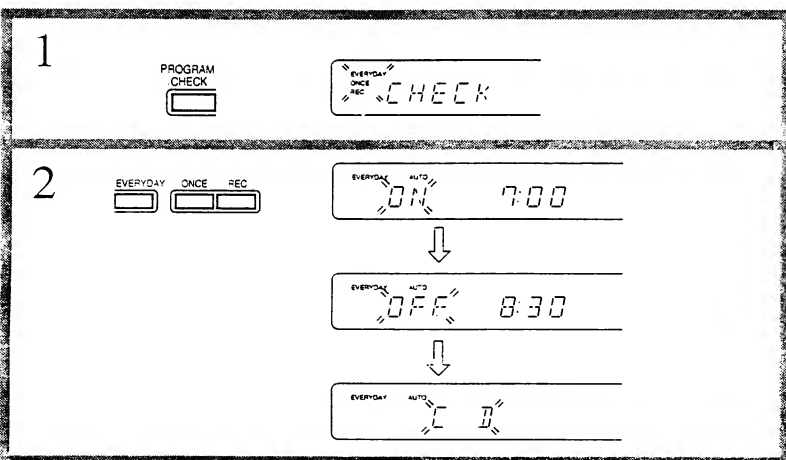 1
PROGRAM
CHECK
EVERYDAY
ONCE
REC
CHECK
2
EVERYDAY ONCE REC
EVERYDAY AUTO
ON 7:00
EVERYDAY AUTO
OFF 8:30
EVERYDAY AUTO
C D